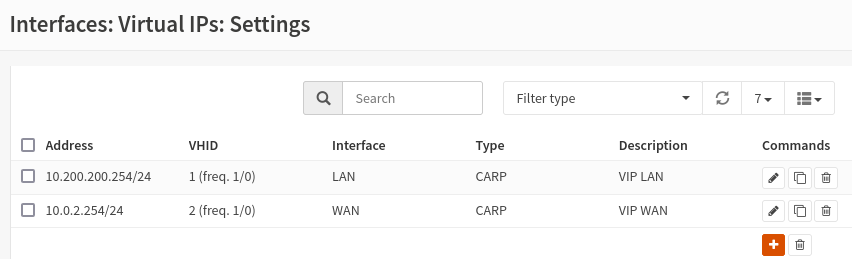 Interfaces: Virtual IPs: Settings
Search Filter type 7
Address VHID Interface Type Description Commands
10.200.200.254/24 1 (freq. 1/0) LAN CARP VIP LAN
10.0.2.254/24 2 (freq. 1/0) WAN CARP VIP WAN